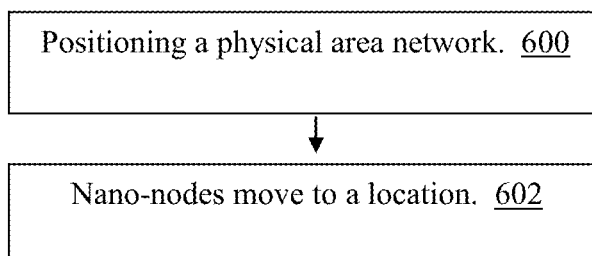 Positioning a physical area network. 600
Nano-nodes move to a location. 602